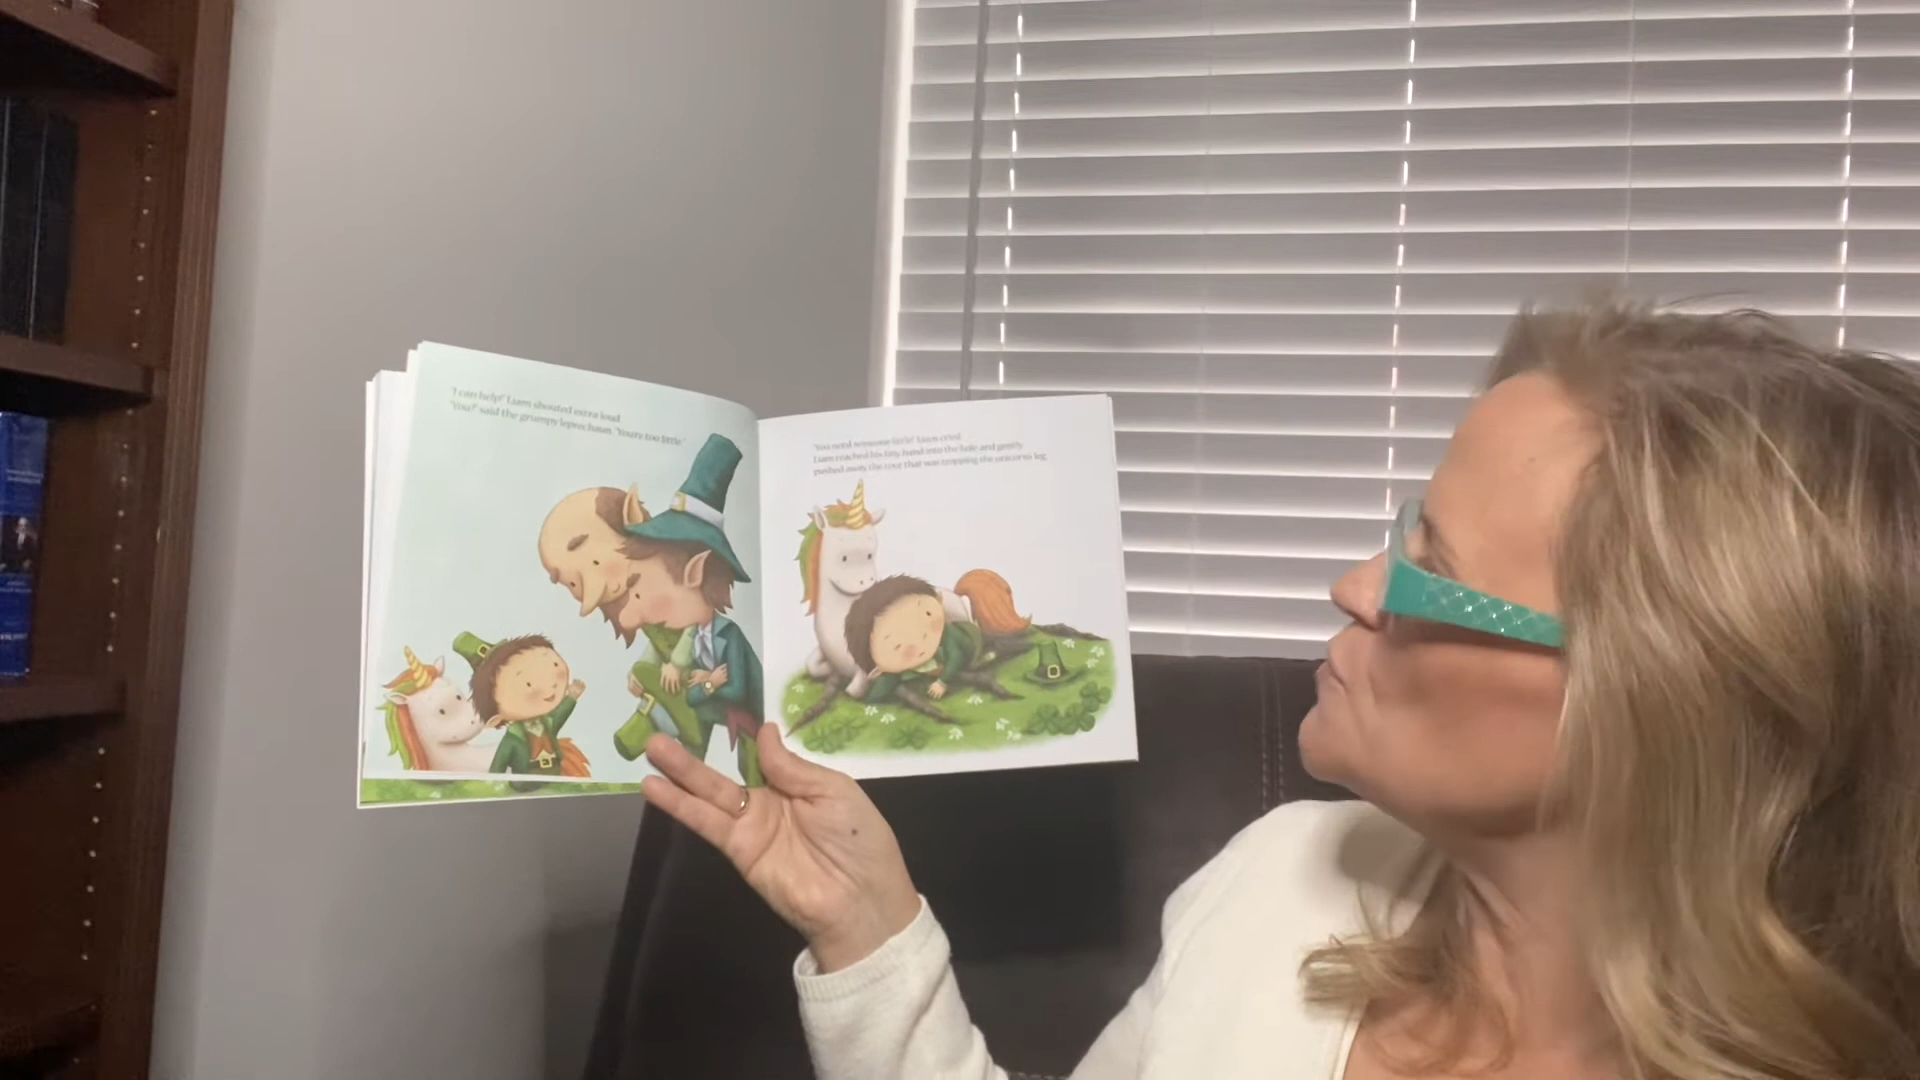 "I can help!" Liam shouted extra loud.
"You?" said the grumpy leprechaun. "You're too little."
"You need someone little!" Liam cried.
Liam reached his tiny hand into the hole and gently
pushed away the root that was trapping the unicorn's leg.